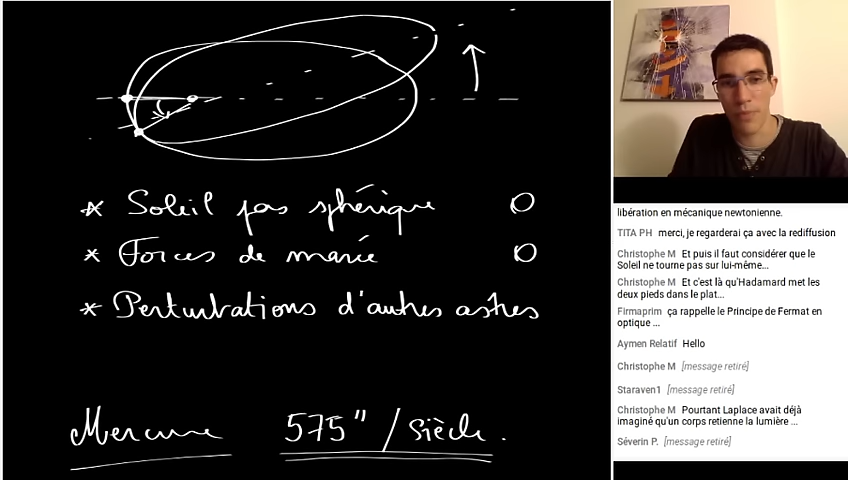 * Soleil pas sphérique O
* Forces de marée O
* Perturbations d'autres astres
Mercure 575" / siècle.
libération en mécanique newtonienne.
TITA PH merci, je regarderai ça avec la rediffusion
Christophe M Et puis il faut considérer que le
Soleil ne tourne pas sur lui-même...
Christophe M Et c'est là qu'Hadamard met les
deux pieds dans le plat...
Firmaprim ça rappelle le Principe de Fermat en
optique ...
Aymen Relatif Hello
Christophe M [message retiré]
Staraven1 [message retiré]
Christophe M Pourtant Laplace avait déjà
imaginé qu'un corps retienne la lumière ...
Séverin P. [message retiré]